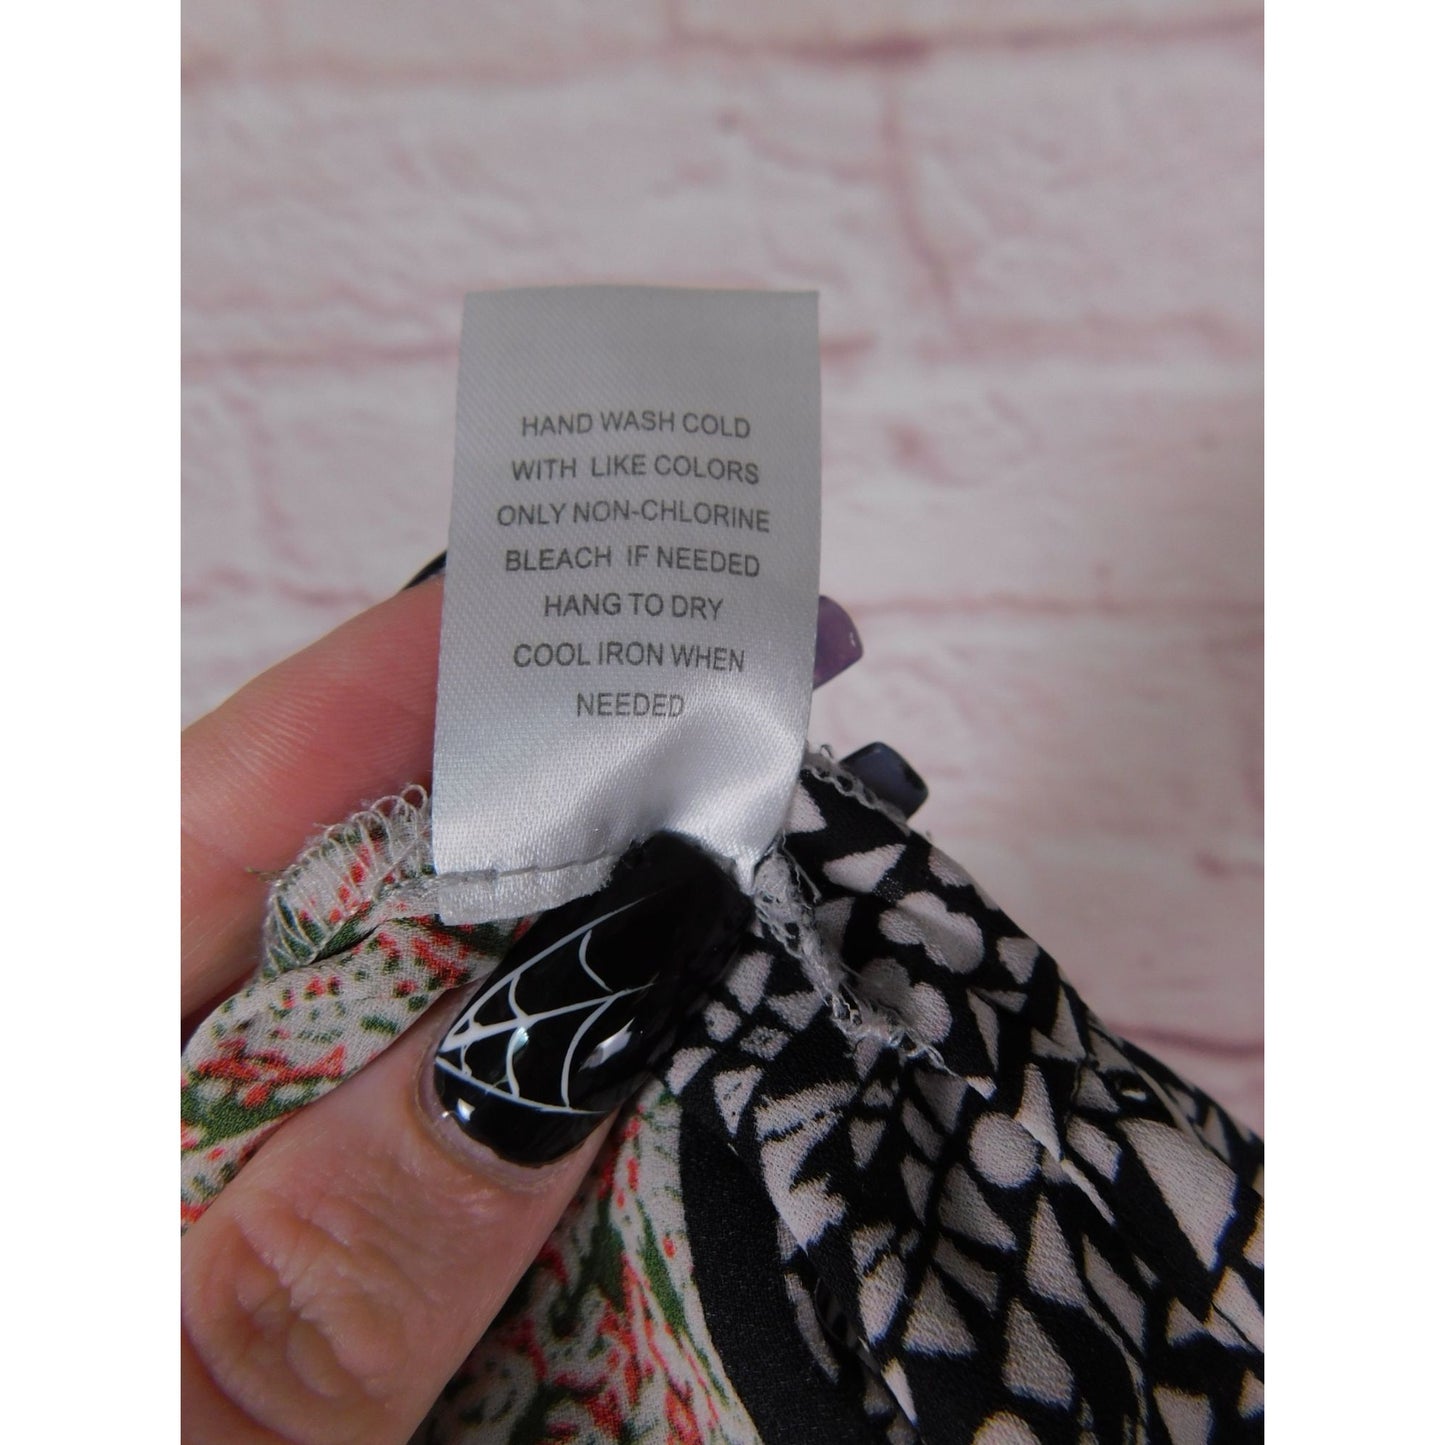 HAND WASH COLD
WITH LIKE COLORS
ONLY NON-CHLORINE
BLEACH IF NEEDED
HANG TO DRY
COOL IRON WHEN
NEEDED